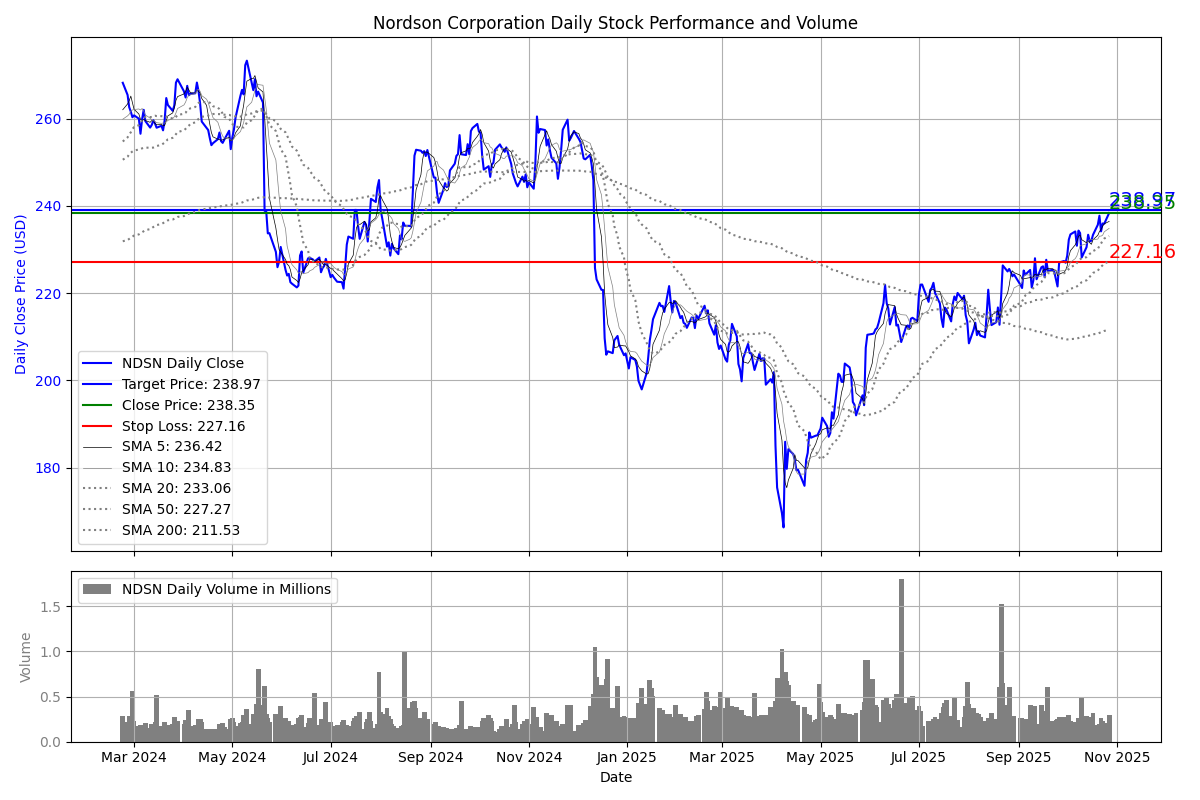 Nordson Corporation Daily Stock Performance and Volume
Daily Close Price (USD)
260
240
220
200
180
238.97
238.35
227.16
NDSN Daily Close
Target Price: 238.97
Close Price: 238.35
Stop Loss: 227.16
SMA 5: 236.42
SMA 10: 234.83
SMA 20: 233.06
SMA 50: 227.27
SMA 200: 211.53
NDSN Daily Volume in Millions
Volume
1.5
1.0
0.5
0.0
Mar 2024 May 2024 Jul 2024 Sep 2024 Nov 2024 Jan 2025 Mar 2025 May 2025 Jul 2025 Sep 2025 Nov 2025
Date